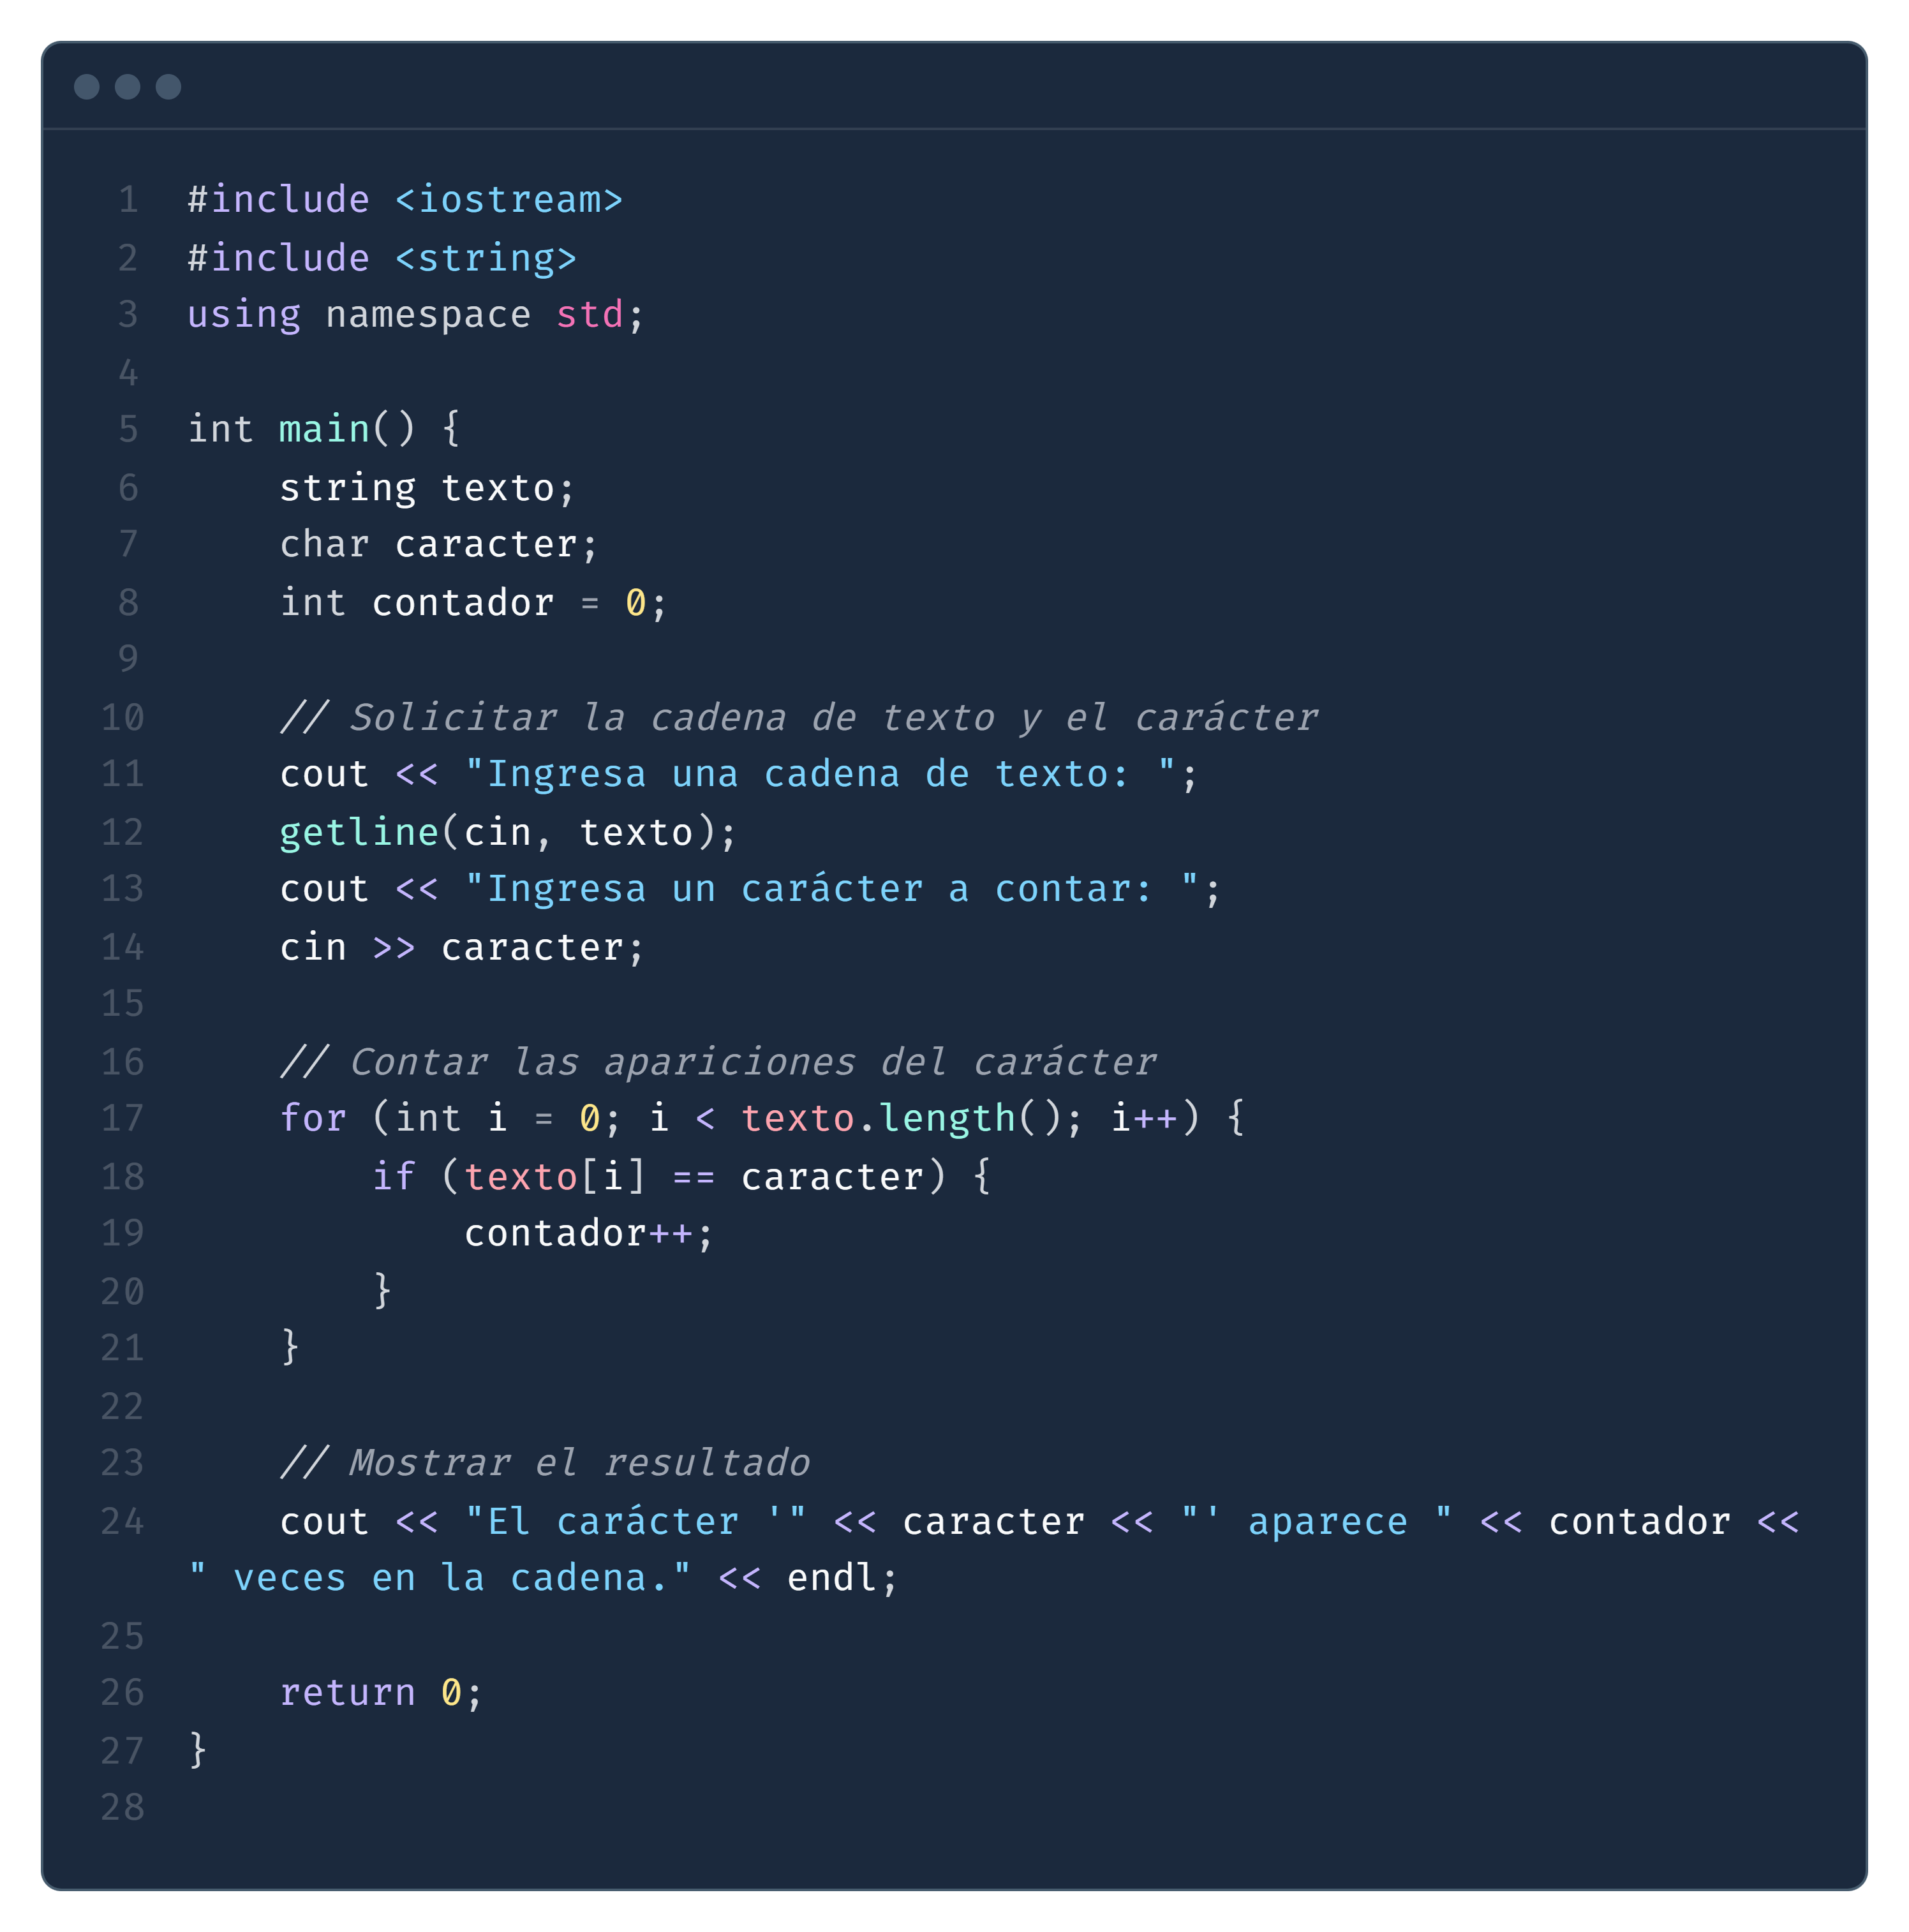 1 #include <iostream>
2 #include <string>
3 using namespace std;
4
5 int main() {
6     string texto;
7     char caracter;
8     int contador = 0;
9
10     // Solicitar la cadena de texto y el carácter
11     cout << "Ingresa una cadena de texto: ";
12     getline(cin, texto);
13     cout << "Ingresa un carácter a contar: ";
14     cin >> caracter;
15
16     // Contar las apariciones del carácter
17     for (int i = 0; i < texto.length(); i++) {
18         if (texto[i] == caracter) {
19             contador++;
20         }
21     }
22
23     // Mostrar el resultado
24     cout << "El carácter '" << caracter << "' aparece " << contador <<
" veces en la cadena." << endl;
25
26     return 0;
27 }
28